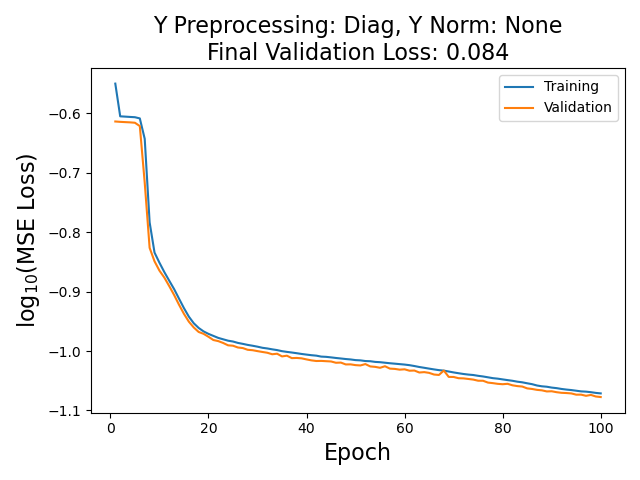 Y Preprocessing: Diag, Y Norm: None
Final Validation Loss: 0.084
Training
Validation
−0.6
−0.7
−0.8
−0.9
−1.0
−1.1
log₁₀(MSE Loss)
0
20
40
60
80
100
Epoch